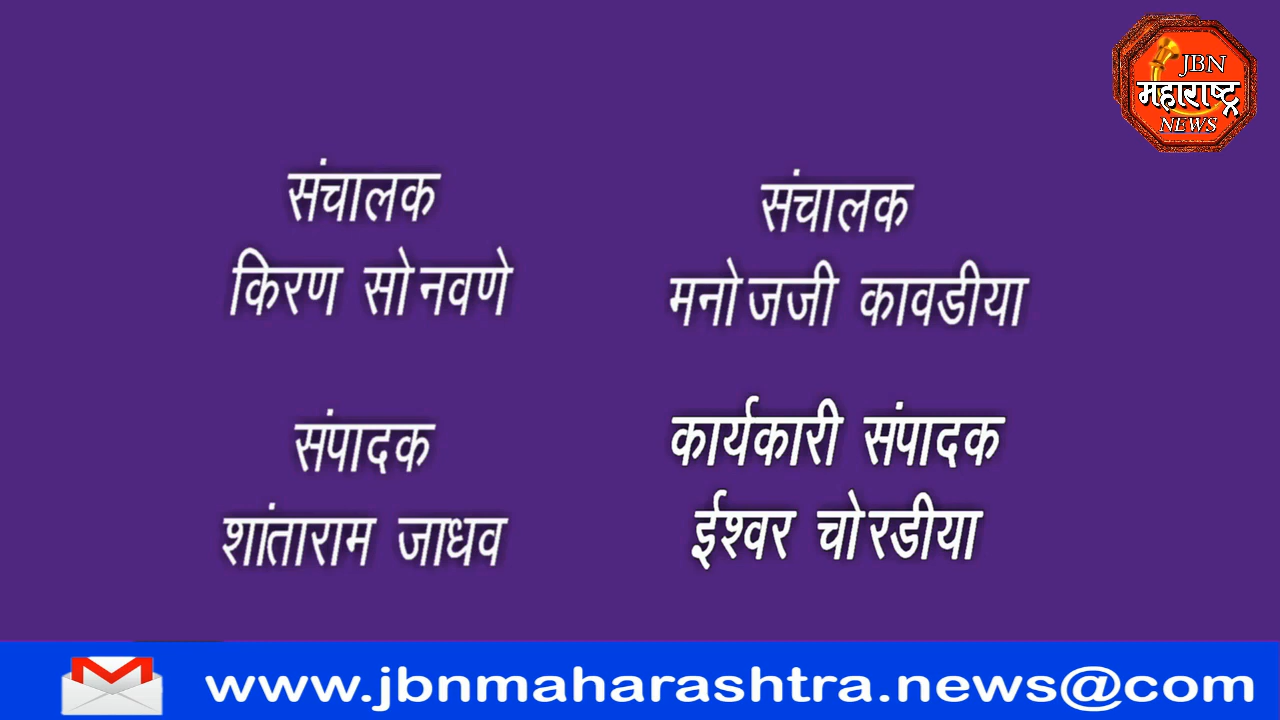 JBN
महाराष्ट्र
NEWS
संचालक
किरण सोनवणे
संचालक
मनोजजी कावडीया
संपादक
शांताराम जाधव
कार्यकारी संपादक
ईश्वर चोरडीया
www.jbnmaharashtra.news@com